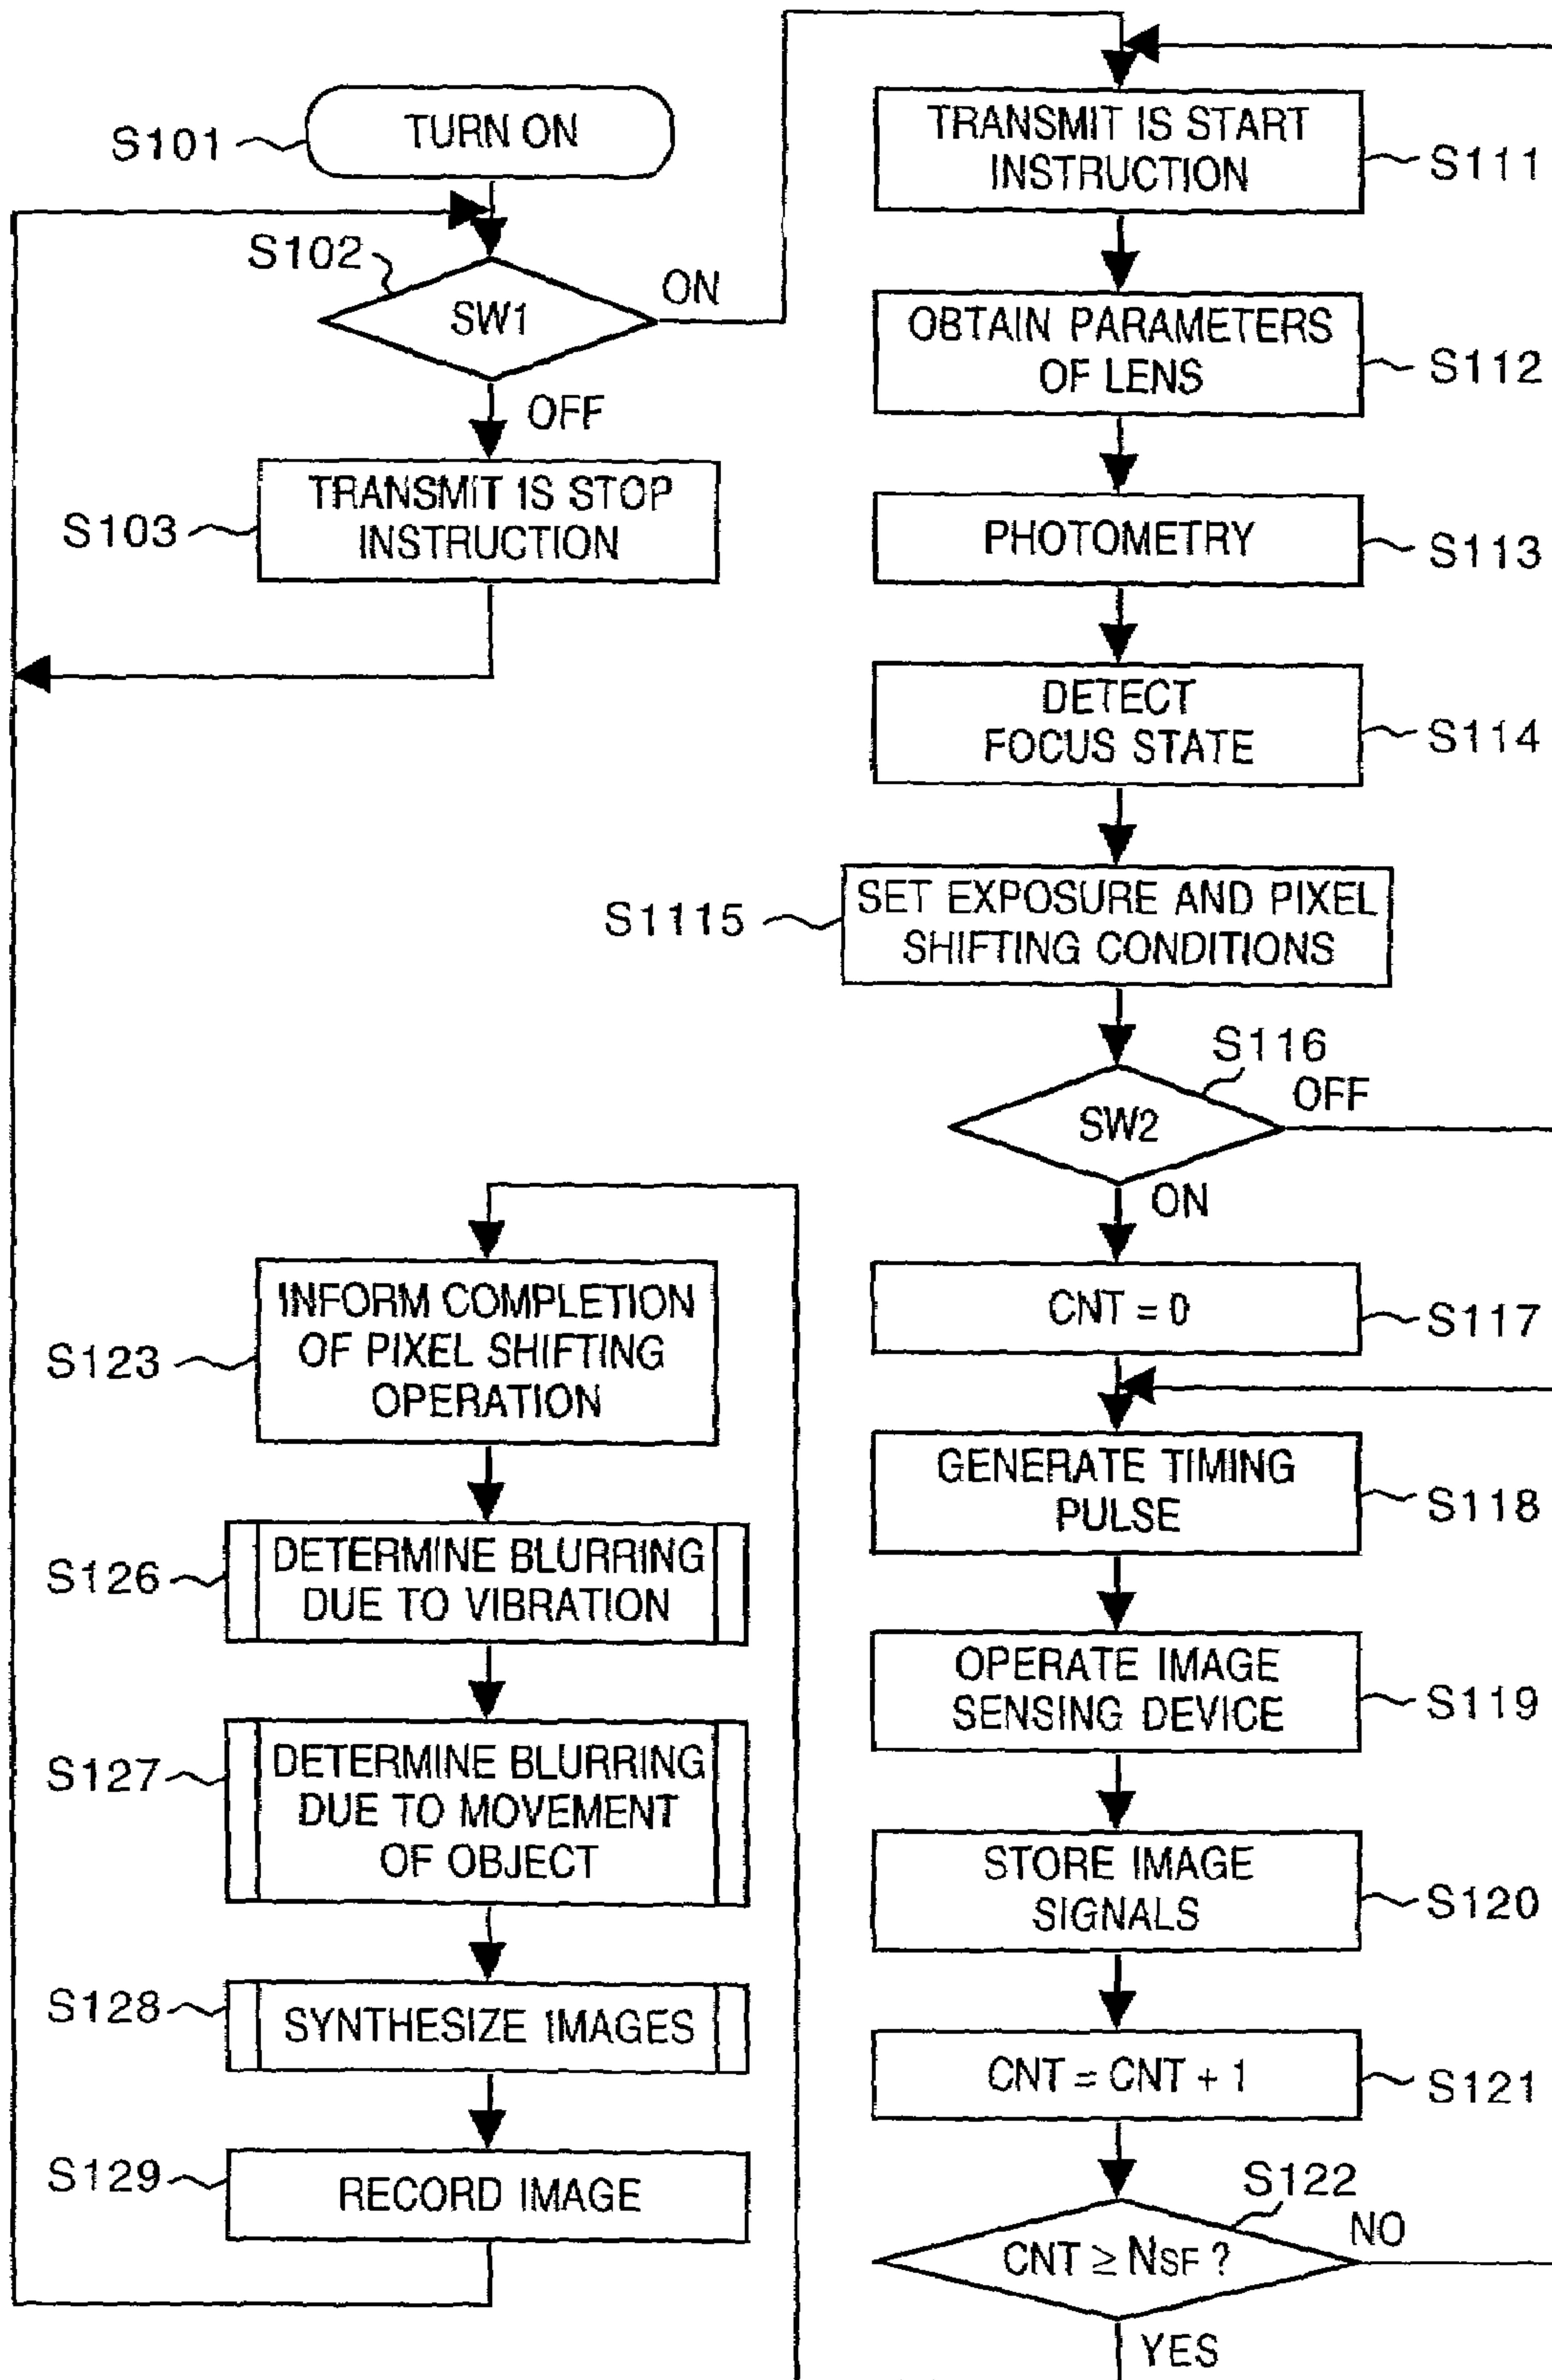 S101
TURN ON
S102
SW1
ON
OFF
S103
TRANSMIT IS STOP
INSTRUCTION
TRANSMIT IS START
INSTRUCTION
S111
OBTAIN PARAMETERS
OF LENS
S112
PHOTOMETRY
S113
DETECT
FOCUS STATE
S114
S1115
SET EXPOSURE AND PIXEL
SHIFTING CONDITIONS
S116
SW2
OFF
ON
CNT = 0
S117
GENERATE TIMING
PULSE
S118
OPERATE IMAGE
SENSING DEVICE
S119
STORE IMAGE
SIGNALS
S120
CNT = CNT + 1
S121
S122
CNT ≥ NSF ?
NO
YES
S123
INFORM COMPLETION
OF PIXEL SHIFTING
OPERATION
S126
DETERMINE BLURRING
DUE TO VIBRATION
S127
DETERMINE BLURRING
DUE TO MOVEMENT
OF OBJECT
S128
SYNTHESIZE IMAGES
S129
RECORD IMAGE